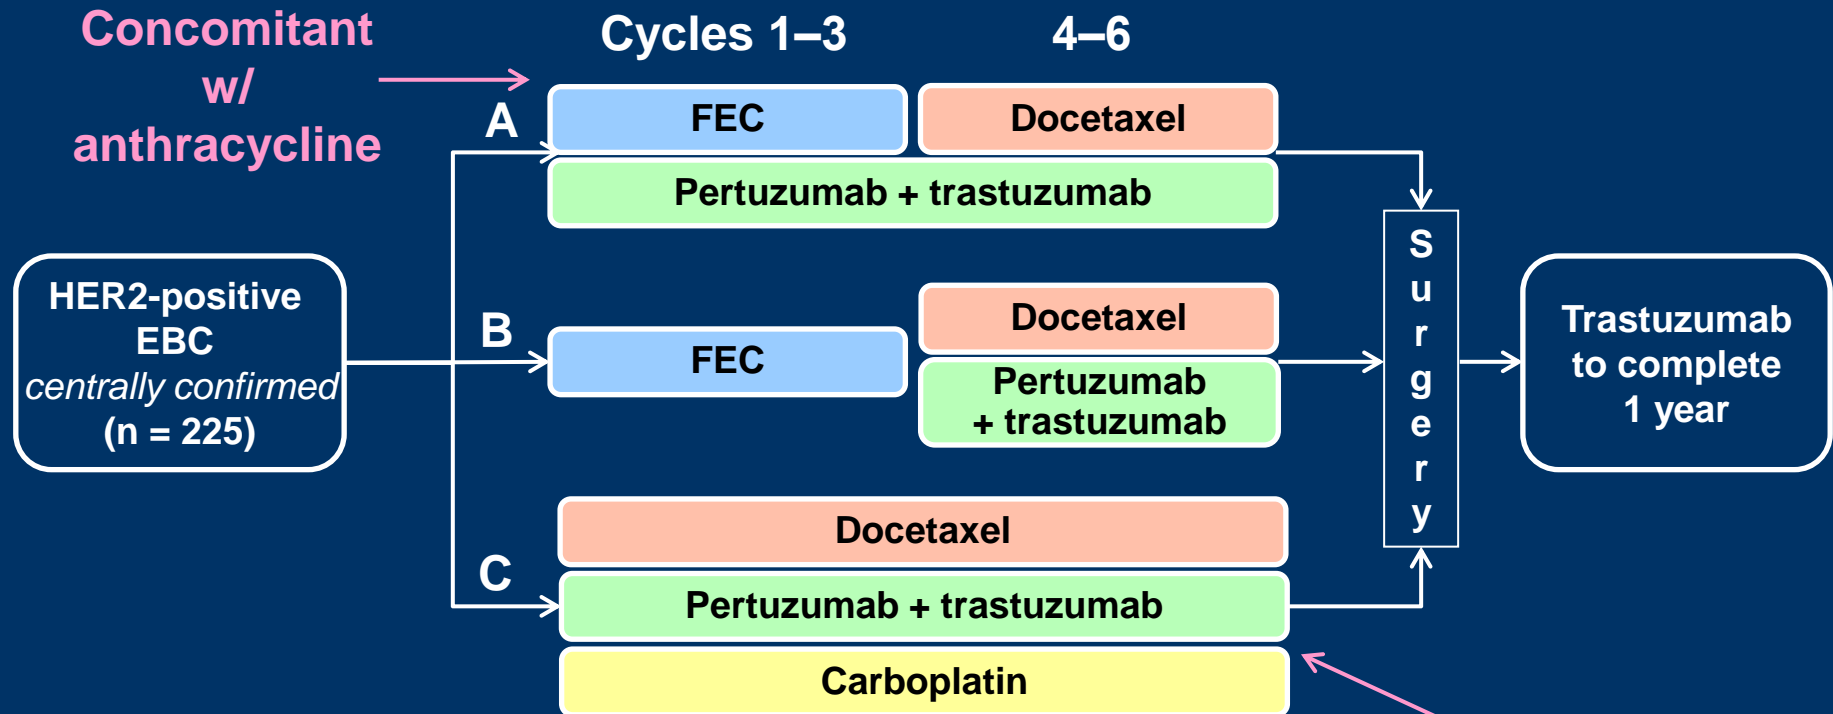 Concomitant
w/
anthracycline
Cycles 1–3
4–6
A
FEC
Docetaxel
Pertuzumab + trastuzumab
HER2-positive
EBC
centrally confirmed
(n = 225)
B
FEC
Docetaxel
Pertuzumab
+ trastuzumab
C
Docetaxel
Pertuzumab + trastuzumab
Carboplatin
Surgery
Trastuzumab
to complete
1 year